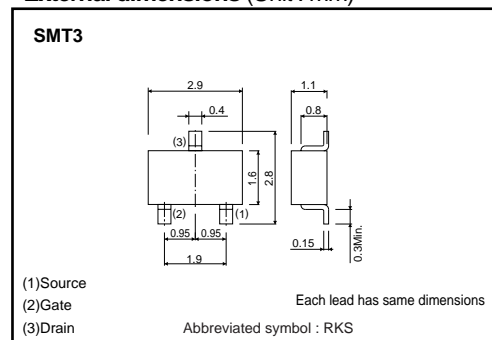 External dimensions (Unit : mm)
SMT3
2.9
1.1
0.4
0.8
(3)
1.6
2.8
(2)
(1)
0.95
0.95
0.15
0.3Min.
1.9
(1)Source
(2)Gate
Each lead has same dimensions
(3)Drain
Abbreviated symbol : RKS